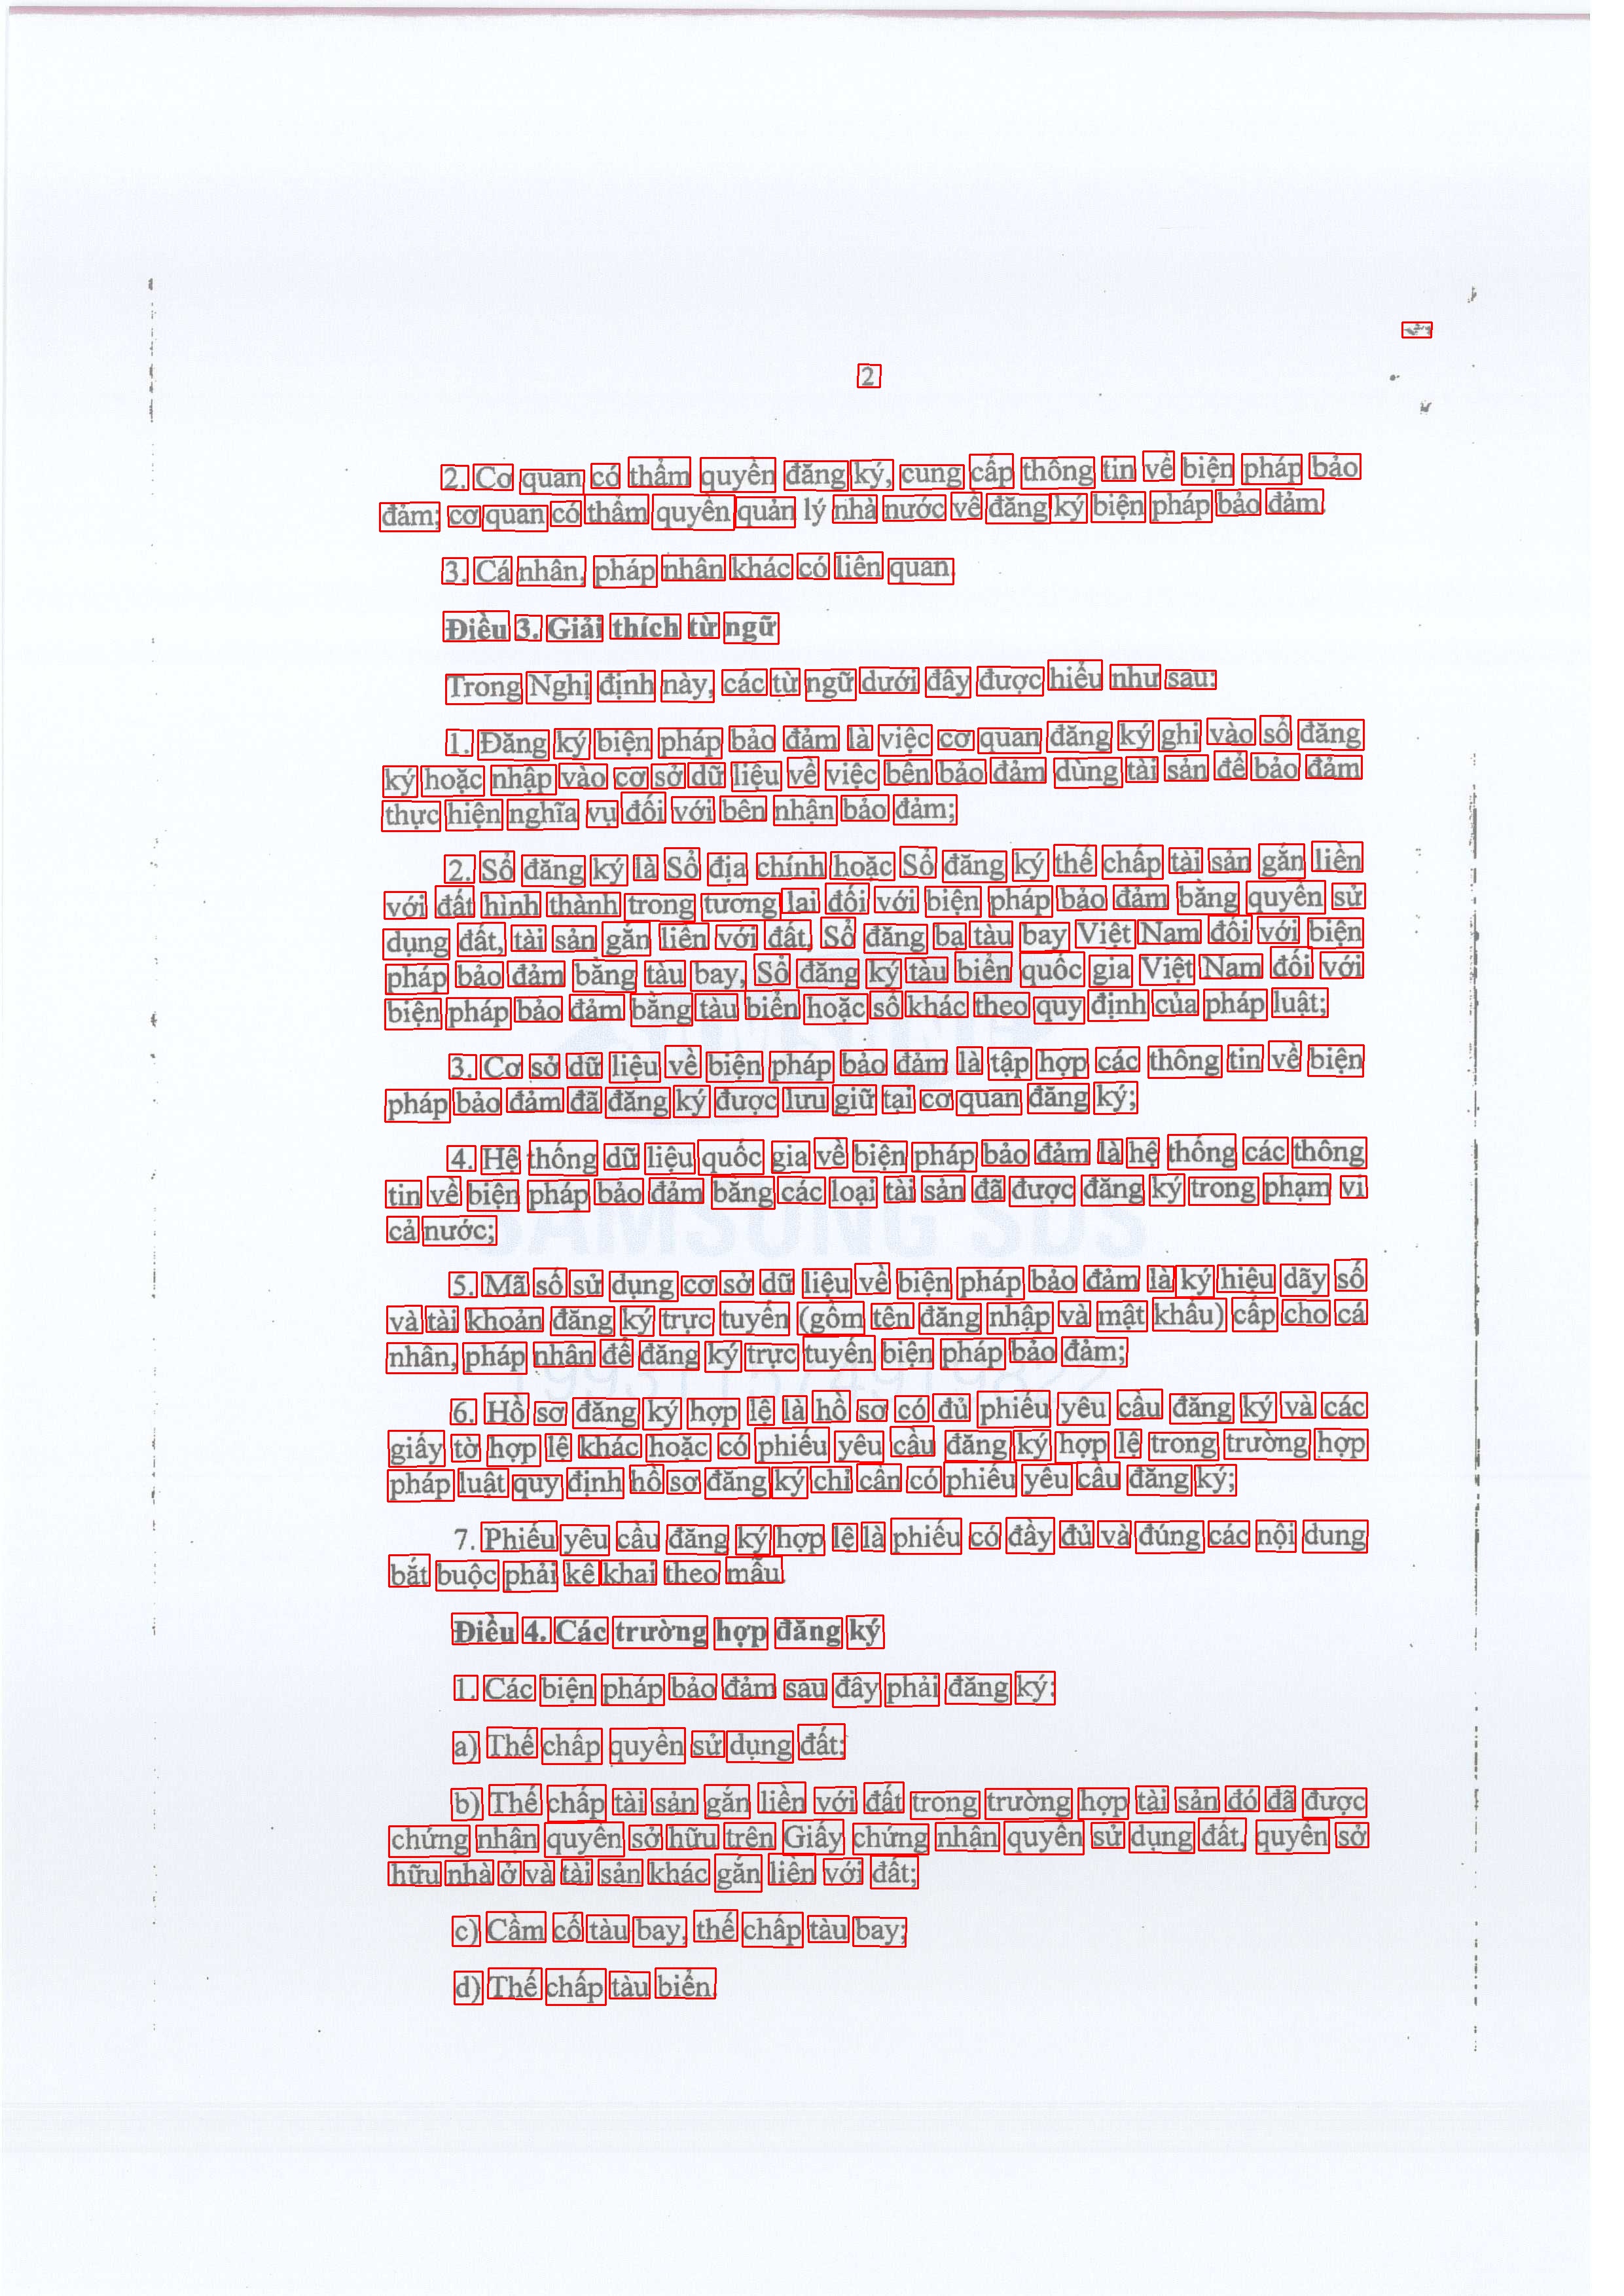 2
2. Cơ quan có thẩm quyền đăng ký, cung cấp thông tin về biện pháp bảo
đảm; cơ quan có thẩm quyền quản lý nhà nước về đăng ký biện pháp bảo đảm.
3. Cá nhân, pháp nhân khác có liên quan.
Điều 3. Giải thích từ ngữ
Trong Nghị định này, các từ ngữ dưới đây được hiểu như sau:
1. Đăng ký biện pháp bảo đảm là việc cơ quan đăng ký ghi vào sổ đăng
ký hoặc nhập vào cơ sở dữ liệu về việc bên bảo đảm dùng tài sản để bảo đảm
thực hiện nghĩa vụ đối với bên nhận bảo đảm;
2. Sổ đăng ký là Sổ địa chính hoặc Sổ đăng ký thế chấp tài sản gắn liền
với đất hình thành trong tương lai đối với biện pháp bảo đảm bằng quyền sử
dụng đất, tài sản gắn liền với đất, Sổ đăng bạ tàu bay Việt Nam đối với biện
pháp bảo đảm bằng tàu bay, Sổ đăng ký tàu biển quốc gia Việt Nam đối với
biện pháp bảo đảm bằng tàu biển hoặc sổ khác theo quy định của pháp luật;
3. Cơ sở dữ liệu về biện pháp bảo đảm là tập hợp các thông tin về biện
pháp bảo đảm đã đăng ký được lưu giữ tại cơ quan đăng ký;
4. Hệ thống dữ liệu quốc gia về biện pháp bảo đảm là hệ thống các thông
tin về biện pháp bảo đảm bằng các loại tài sản đã được đăng ký trong phạm vi
cả nước;
SAMSUNG SDS
5. Mã số sử dụng cơ sở dữ liệu về biện pháp bảo đảm là ký hiệu dãy số
và tài khoản đăng ký trực tuyến (gồm tên đăng nhập và mật khẩu) cấp cho cá
nhân, pháp nhân để đăng ký trực tuyến biện pháp bảo đảm;
6. Hồ sơ đăng ký hợp lệ là hồ sơ có đủ phiếu yêu cầu đăng ký và các
giấy tờ hợp lệ khác hoặc có phiếu yêu cầu đăng ký hợp lệ trong trường hợp
pháp luật quy định hồ sơ đăng ký chỉ cần có phiếu yêu cầu đăng ký;
7. Phiếu yêu cầu đăng ký hợp lệ là phiếu có đầy đủ và đúng các nội dung
bắt buộc phải kê khai theo mẫu.
Điều 4. Các trường hợp đăng ký
1. Các biện pháp bảo đảm sau đây phải đăng ký:
a) Thế chấp quyền sử dụng đất;
b) Thế chấp tài sản gắn liền với đất trong trường hợp tài sản đó đã được
chứng nhận quyền sở hữu trên Giấy chứng nhận quyền sử dụng đất, quyền sở
hữu nhà ở và tài sản khác gắn liền với đất;
c) Cầm cố tàu bay, thế chấp tàu bay;
d) Thế chấp tàu biển.